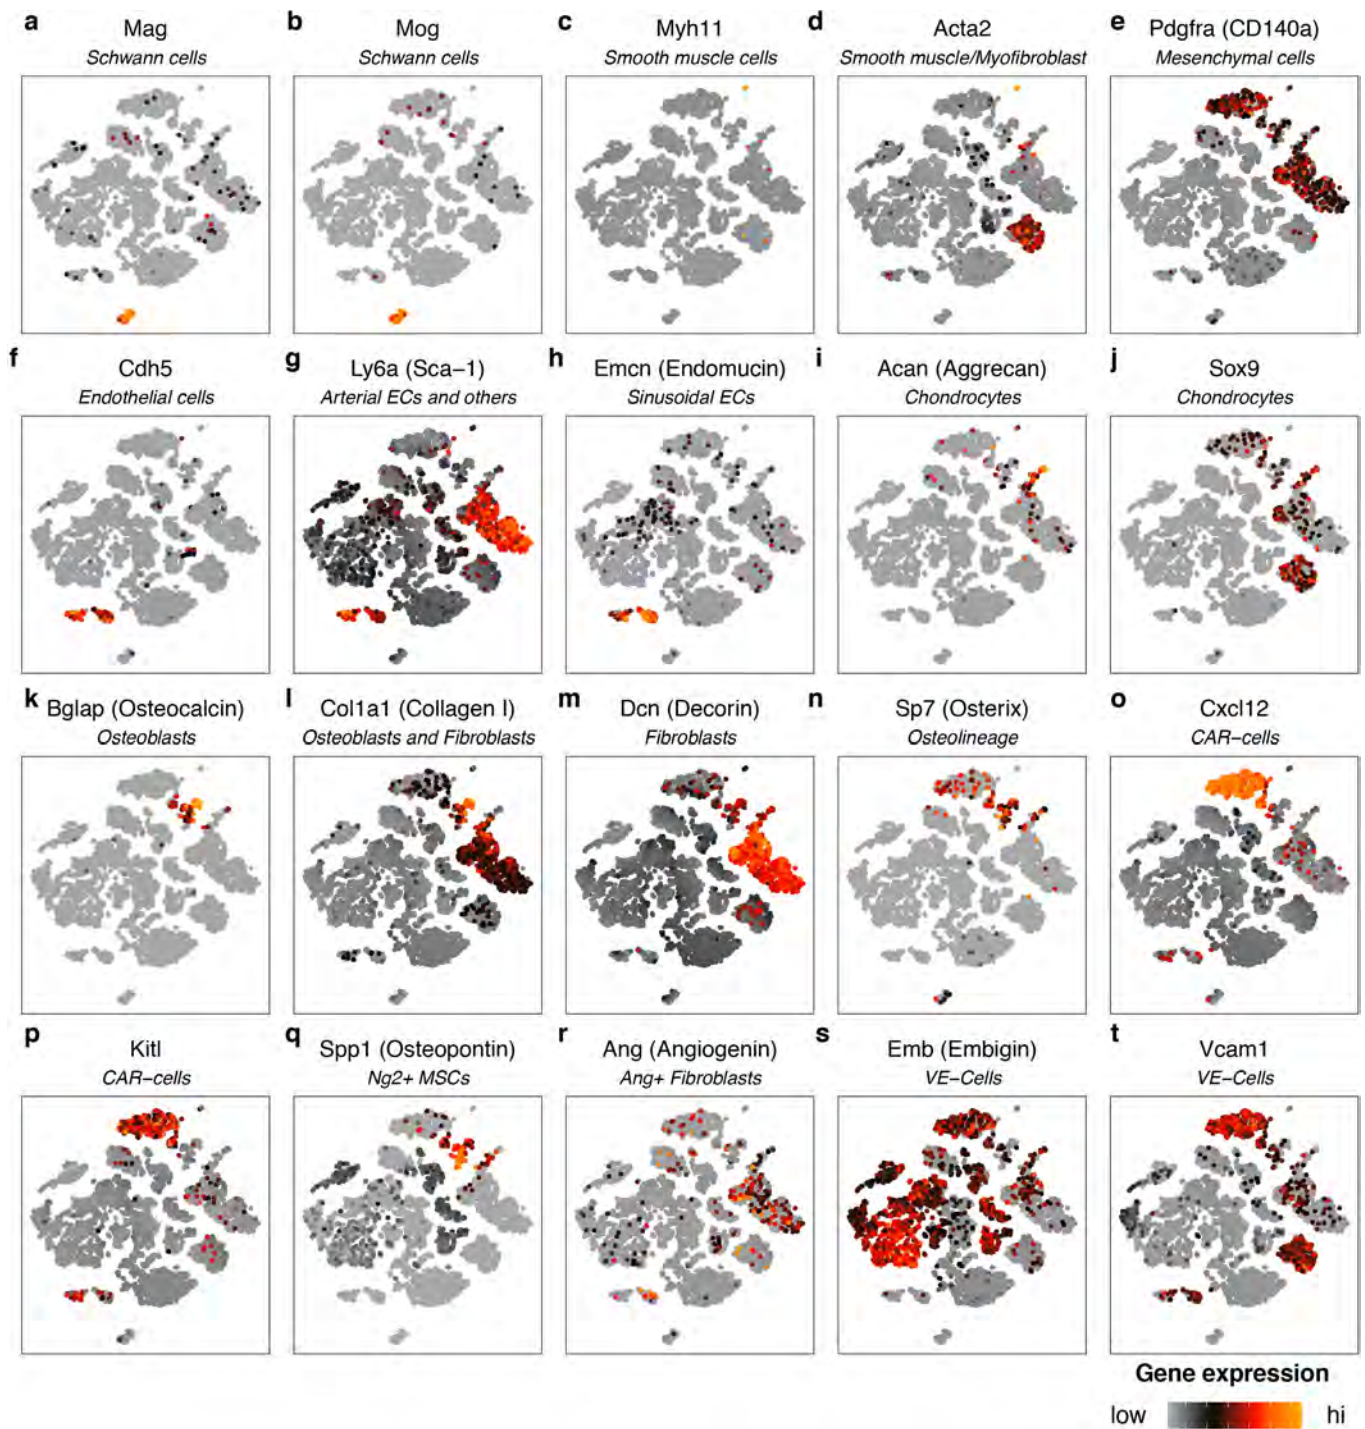 a Mag
Schwann cells
b Mog
Schwann cells
c Myh11
Smooth muscle cells
d Acta2
Smooth muscle/Myofibroblast
e Pdgfra (CD140a)
Mesenchymal cells
f Cdh5
Endothelial cells
g Ly6a (Sca−1)
Arterial ECs and others
h Emcn (Endomucin)
Sinusoidal ECs
i Acan (Aggrecan)
Chondrocytes
j Sox9
Chondrocytes
k Bglap (Osteocalcin)
Osteoblasts
l Col1a1 (Collagen I)
Osteoblasts and Fibroblasts
m Dcn (Decorin)
Fibroblasts
n Sp7 (Osterix)
Osteolineage
o Cxcl12
CAR−cells
p Kitl
CAR−cells
q Spp1 (Osteopontin)
Ng2+ MSCs
r Ang (Angiogenin)
Ang+ Fibroblasts
s Emb (Embigin)
VE−Cells
t Vcam1
VE−Cells
Gene expression
low hi